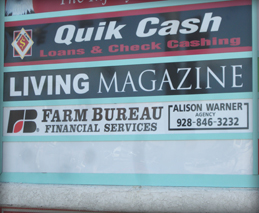 Quik Cash
Loans & Check Cashing
LIVING MAGAZINE
FARM BUREAU
FINANCIAL SERVICES
ALISON WARNER
AGENCY
928-846-3232